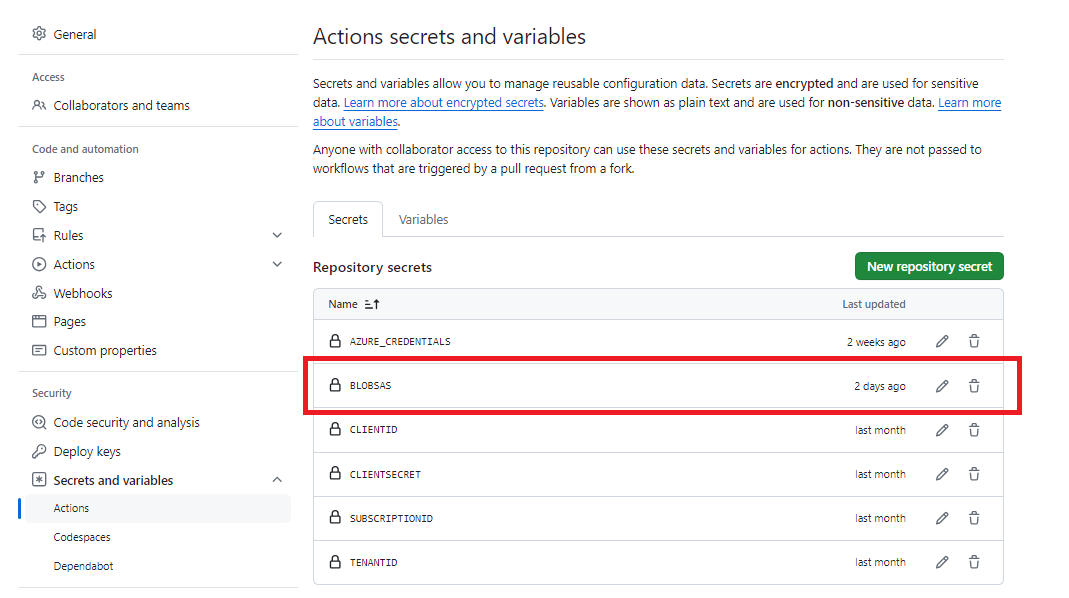 General
Access
Collaborators and teams
Code and automation
Branches
Tags
Rules
Actions
Webhooks
Pages
Custom properties
Security
Code security and analysis
Deploy keys
Secrets and variables
Actions
Codespaces
Dependabot
Actions secrets and variables
Secrets and variables allow you to manage reusable configuration data. Secrets are encrypted and are used for sensitive
data. Learn more about encrypted secrets. Variables are shown as plain text and are used for non-sensitive data. Learn more
about variables.
Anyone with collaborator access to this repository can use these secrets and variables for actions. They are not passed to
workflows that are triggered by a pull request from a fork.
Secrets Variables
Repository secrets New repository secret
Name Last updated
AZURE_CREDENTIALS 2 weeks ago
BLOBSAS 2 days ago
CLIENTID last month
CLIENTSECRET last month
SUBSCRIPTIONID last month
TENANTID last month